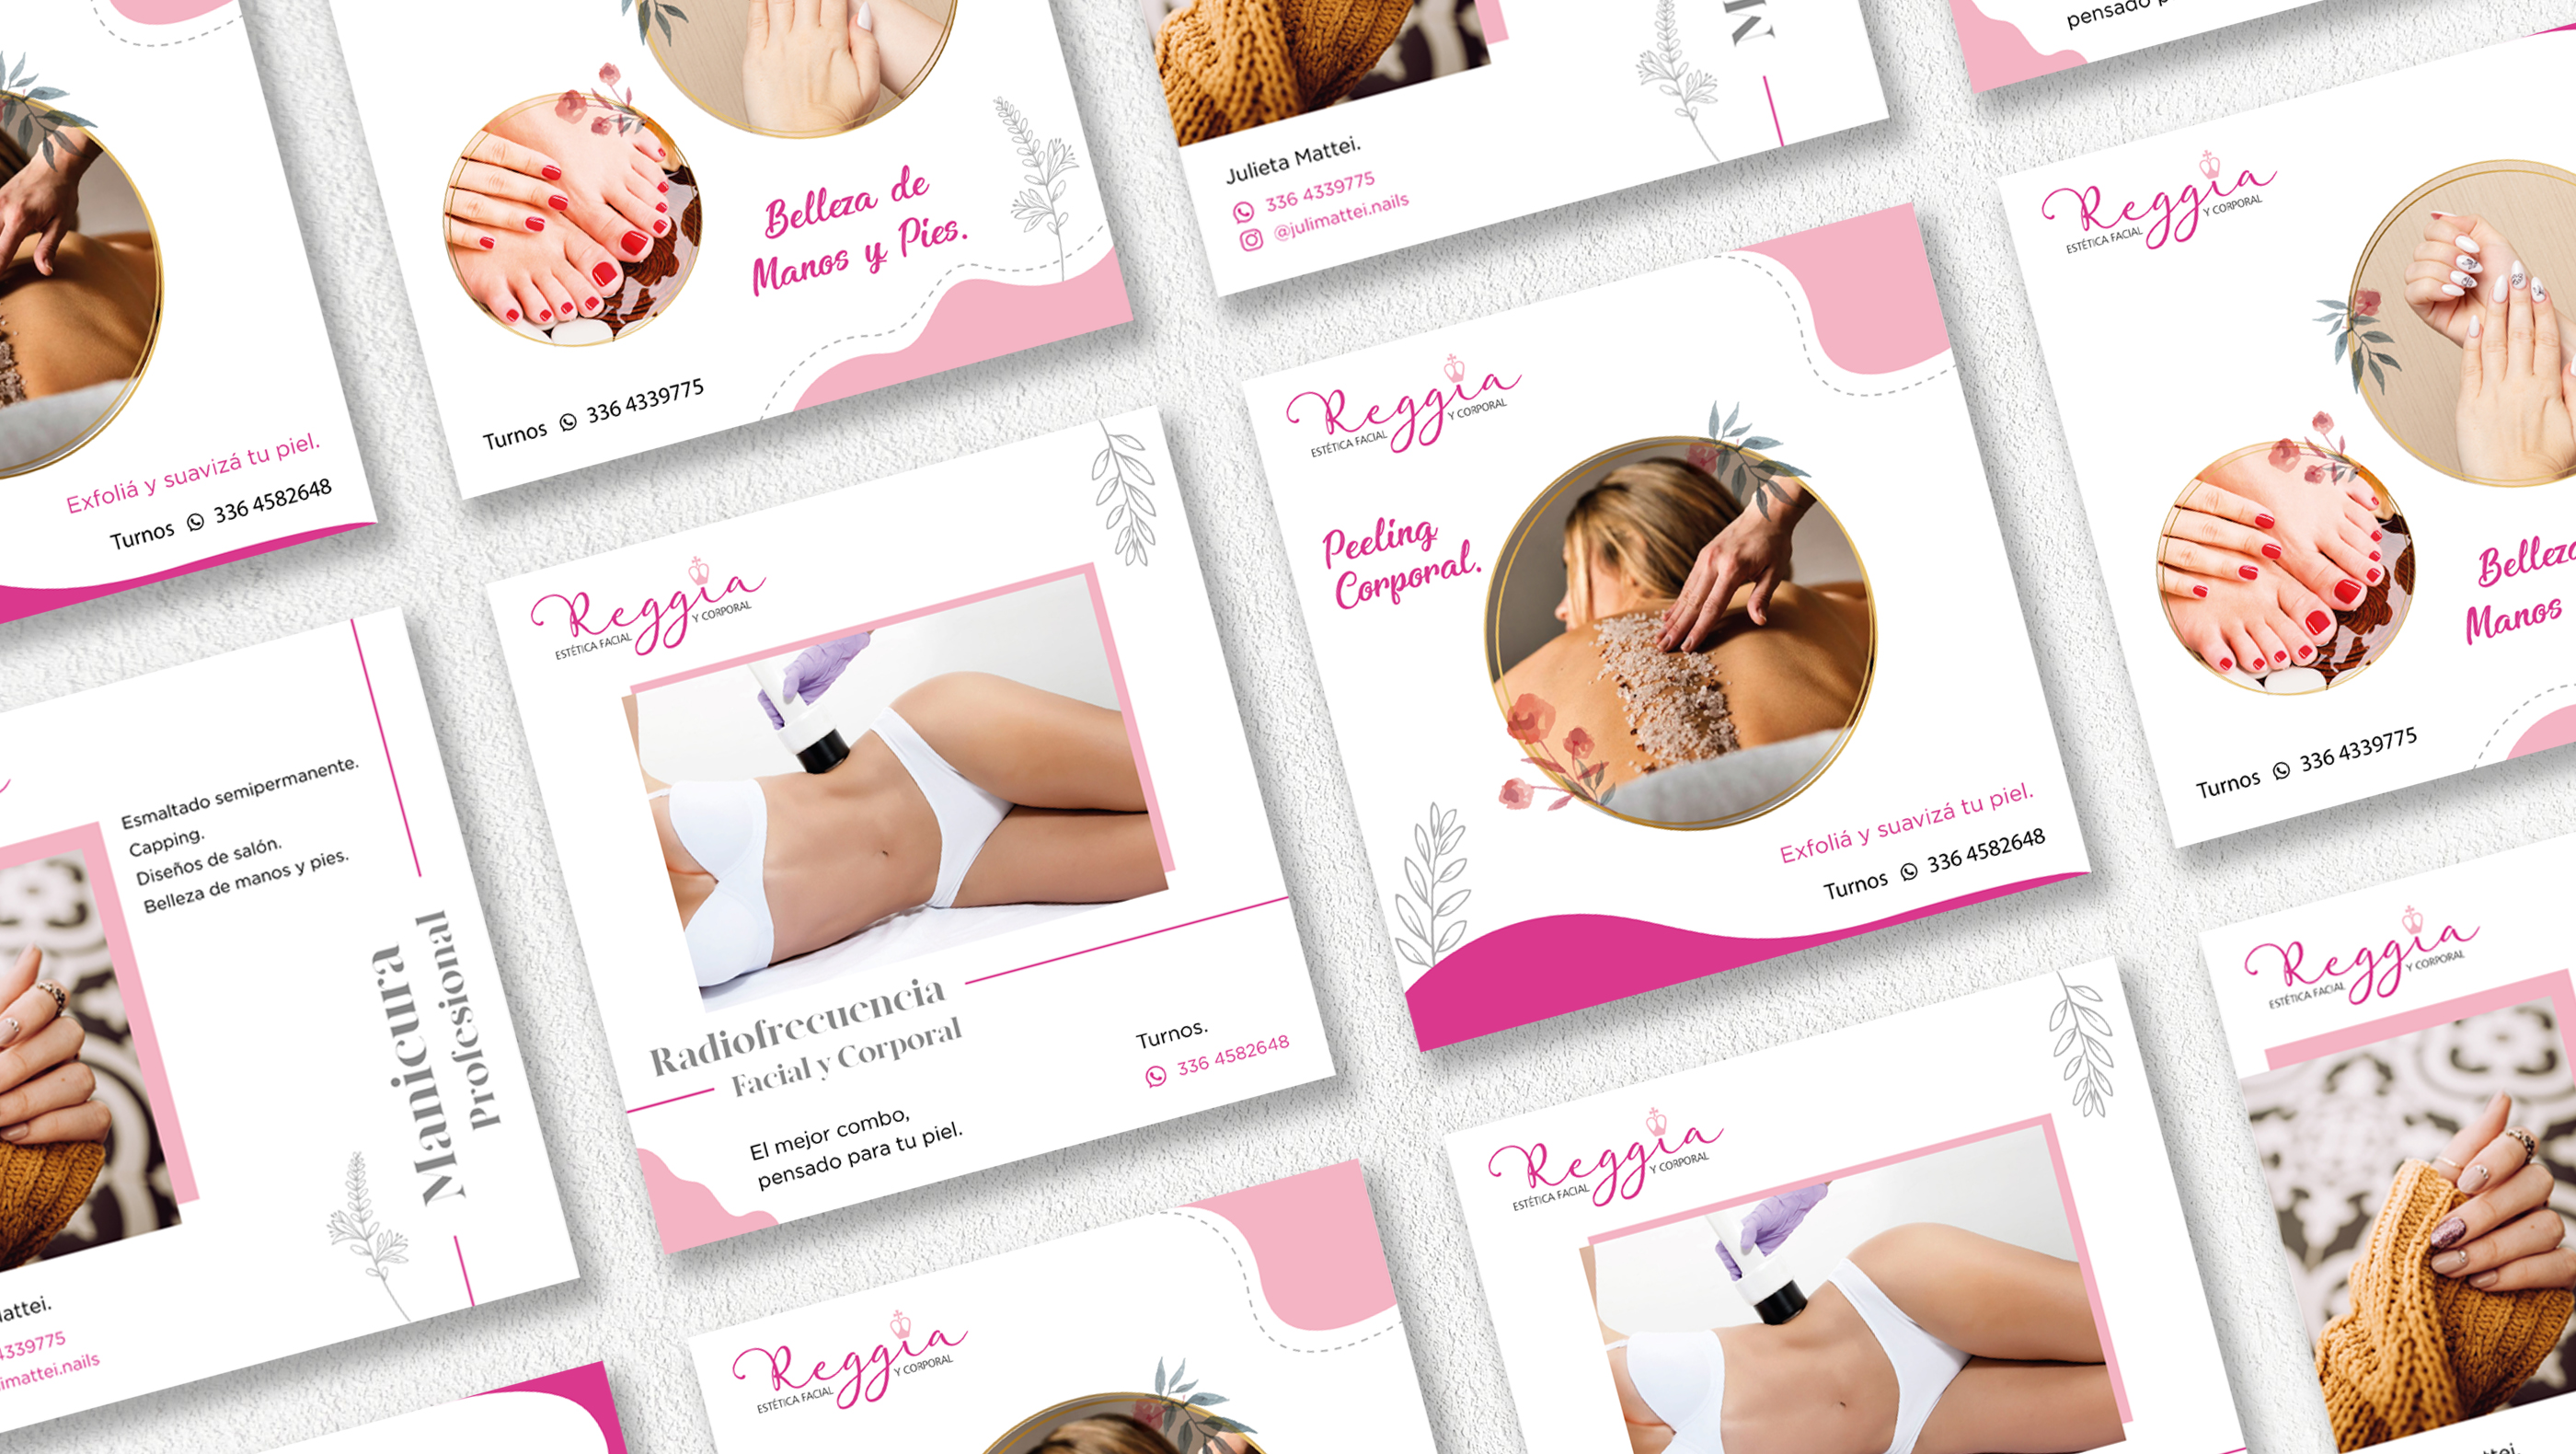 Exfoliá y suavizá tu piel.
Turnos 336 4582648
Belleza de
Manos y Pies.
Turnos 336 4339775
Julieta Mattei.
336 4339775
@julimattei.nails
M
pensado
Reggia
ESTÉTICA FACIAL Y CORPORAL
Belleza
Manos
Turnos 336 4339775
Reggia
ESTÉTICA FACIAL Y CORPORAL
Peeling
Corporal.
Exfoliá y suavizá tu piel.
Turnos 336 4582648
Reggia
ESTÉTICA FACIAL Y CORPORAL
Radiofrecuencia
Facial y Corporal
El mejor combo,
pensado para tu piel.
Turnos.
336 4582648
Esmaltado semipermanente.
Capping.
Diseños de salón.
Belleza de manos y pies.
Manicura
Profesional
attei.
4339775
imattei.nails
Reggia
ESTÉTICA FACIAL Y CORPORAL
Reggia
ESTÉTICA FACIAL Y CORPORAL
Reggia
ESTÉTICA FACIAL Y CORPORAL